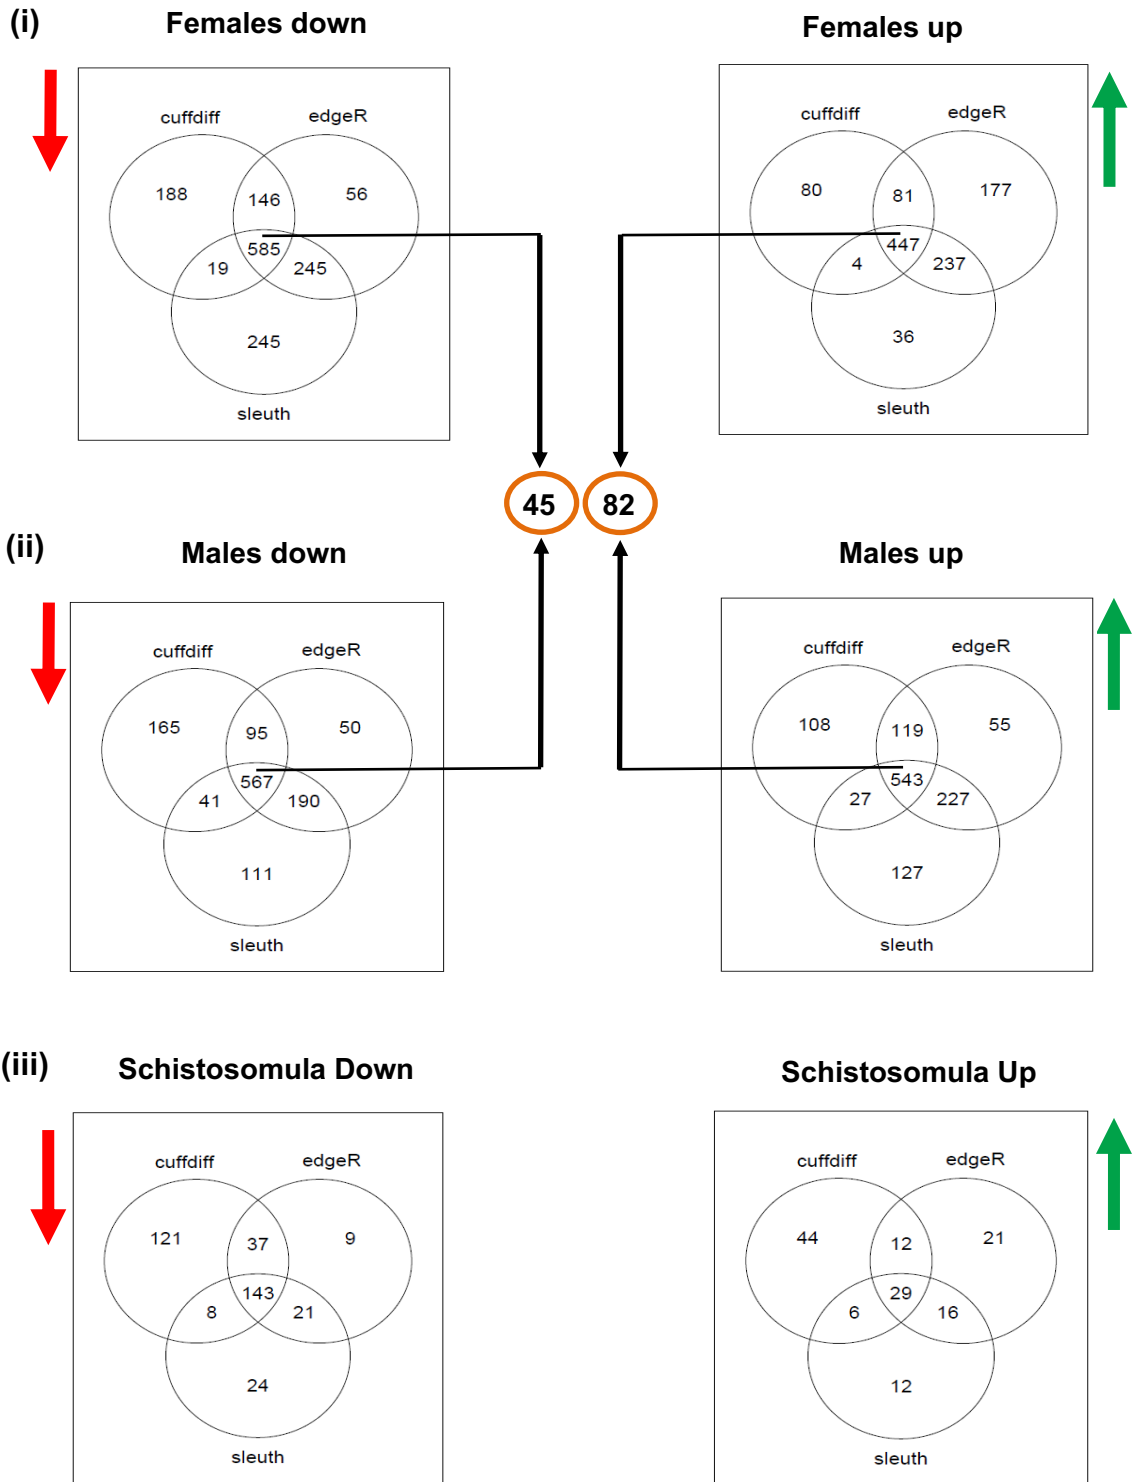 (i)
Females down
Females up
cuffdiff
edgeR
188
146
56
585
19
245
245
sleuth
cuffdiff
edgeR
80
81
177
447
4
237
36
sleuth
45
82
(ii)
Males down
Males up
cuffdiff
edgeR
165
95
50
567
41
190
111
sleuth
cuffdiff
edgeR
108
119
55
543
27
227
127
sleuth
(iii)
Schistosomula Down
Schistosomula Up
cuffdiff
edgeR
121
37
9
143
8
21
24
sleuth
cuffdiff
edgeR
44
12
21
29
6
16
12
sleuth